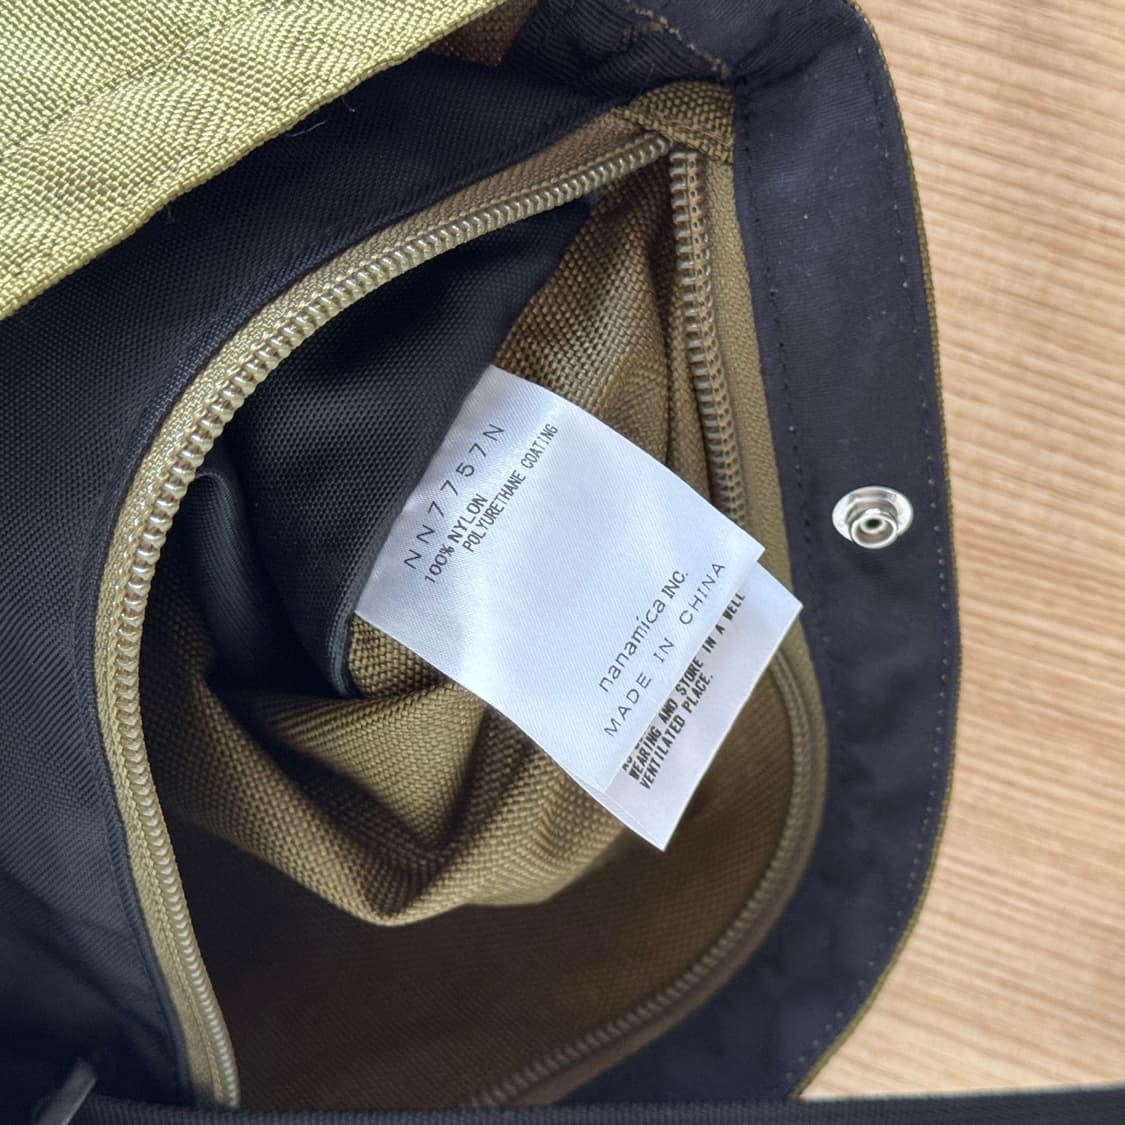 NN7757N
100% NYLON
POLYURETHANE COATING
nanamica INC.
MADE IN CHINA
WEARING AND STORE IN A WELL
VENTILATED PLACE.